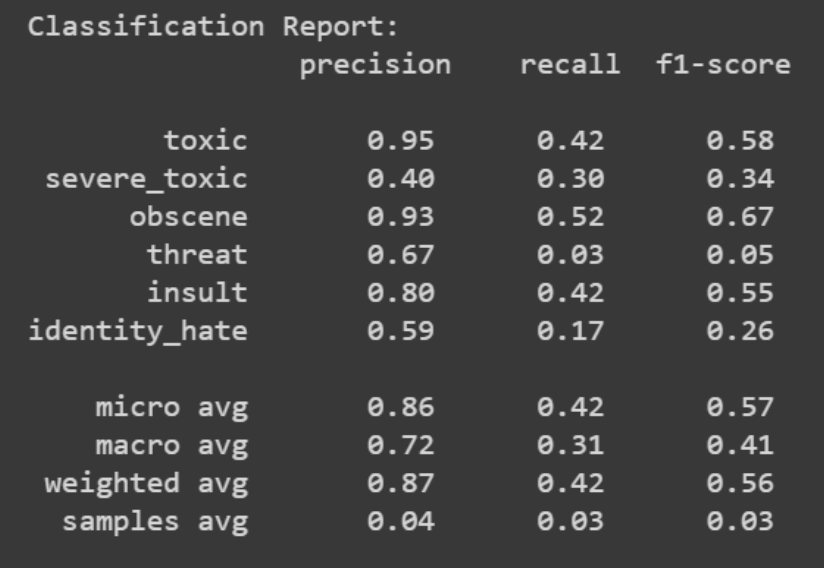 Classification Report:
precision recall f1-score
toxic 0.95 0.42 0.58
severe_toxic 0.40 0.30 0.34
obscene 0.93 0.52 0.67
threat 0.67 0.03 0.05
insult 0.80 0.42 0.55
identity_hate 0.59 0.17 0.26
micro avg 0.86 0.42 0.57
macro avg 0.72 0.31 0.41
weighted avg 0.87 0.42 0.56
samples avg 0.04 0.03 0.03